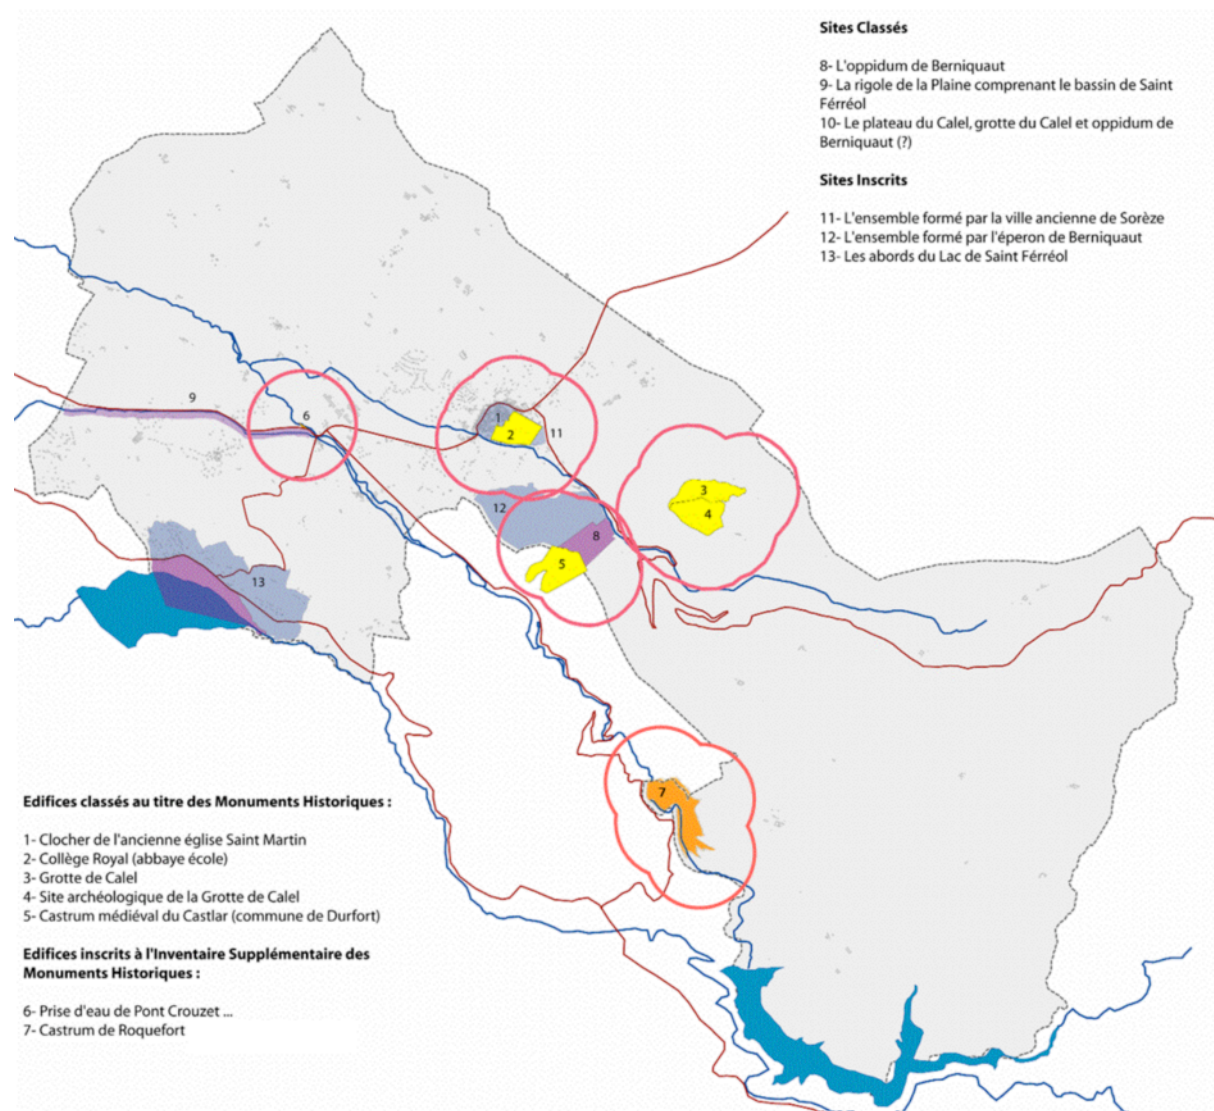 Sites Classés
8- L'oppidum de Berniquaut
9- La rigole de la Plaine comprenant le bassin de Saint
Férréol
10- Le plateau du Calel, grotte du Calel et oppidum de
Berniquaut (?)
Sites Inscrits
11- L'ensemble formé par la ville ancienne de Sorèze
12- L'ensemble formé par l'éperon de Berniquaut
13- Les abords du Lac de Saint Férréol
9
6
1
2
11
3
4
12
8
5
13
7
Edifices classés au titre des Monuments Historiques :
1- Clocher de l'ancienne église Saint Martin
2- Collège Royal (abbaye école)
3- Grotte de Calel
4- Site archéologique de la Grotte de Calel
5- Castrum médiéval du Castlar (commune de Durfort)
Edifices inscrits à l'Inventaire Supplémentaire des
Monuments Historiques :
6- Prise d'eau de Pont Crouzet ...
7- Castrum de Roquefort